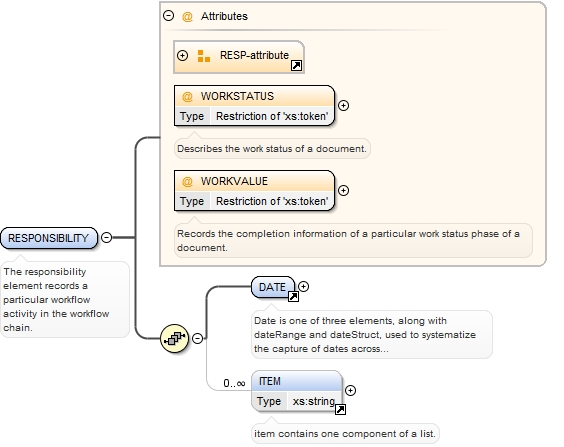 @ Attributes
RESP-attribute
@ WORKSTATUS
Type Restriction of 'xs:token'
Describes the work status of a document.
@ WORKVALUE
Type Restriction of 'xs:token'
Records the completion information of a particular work status phase of a
document.
RESPONSIBILITY
The responsibility
element records a
particular workflow
activity in the workflow
chain.
DATE
Date is one of three elements, along with
dateRange and dateStruct, used to systematize
the capture of dates across...
0..∞
ITEM
Type xs:string
item contains one component of a list.